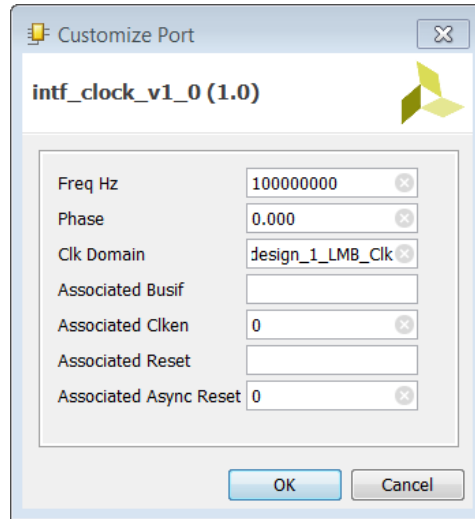 Customize Port
intf_clock_v1_0 (1.0)
Freq Hz 100000000
Phase 0.000
Clk Domain design_1_LMB_Clk
Associated Busif
Associated Clken 0
Associated Reset
Associated Async Reset 0
OK Cancel